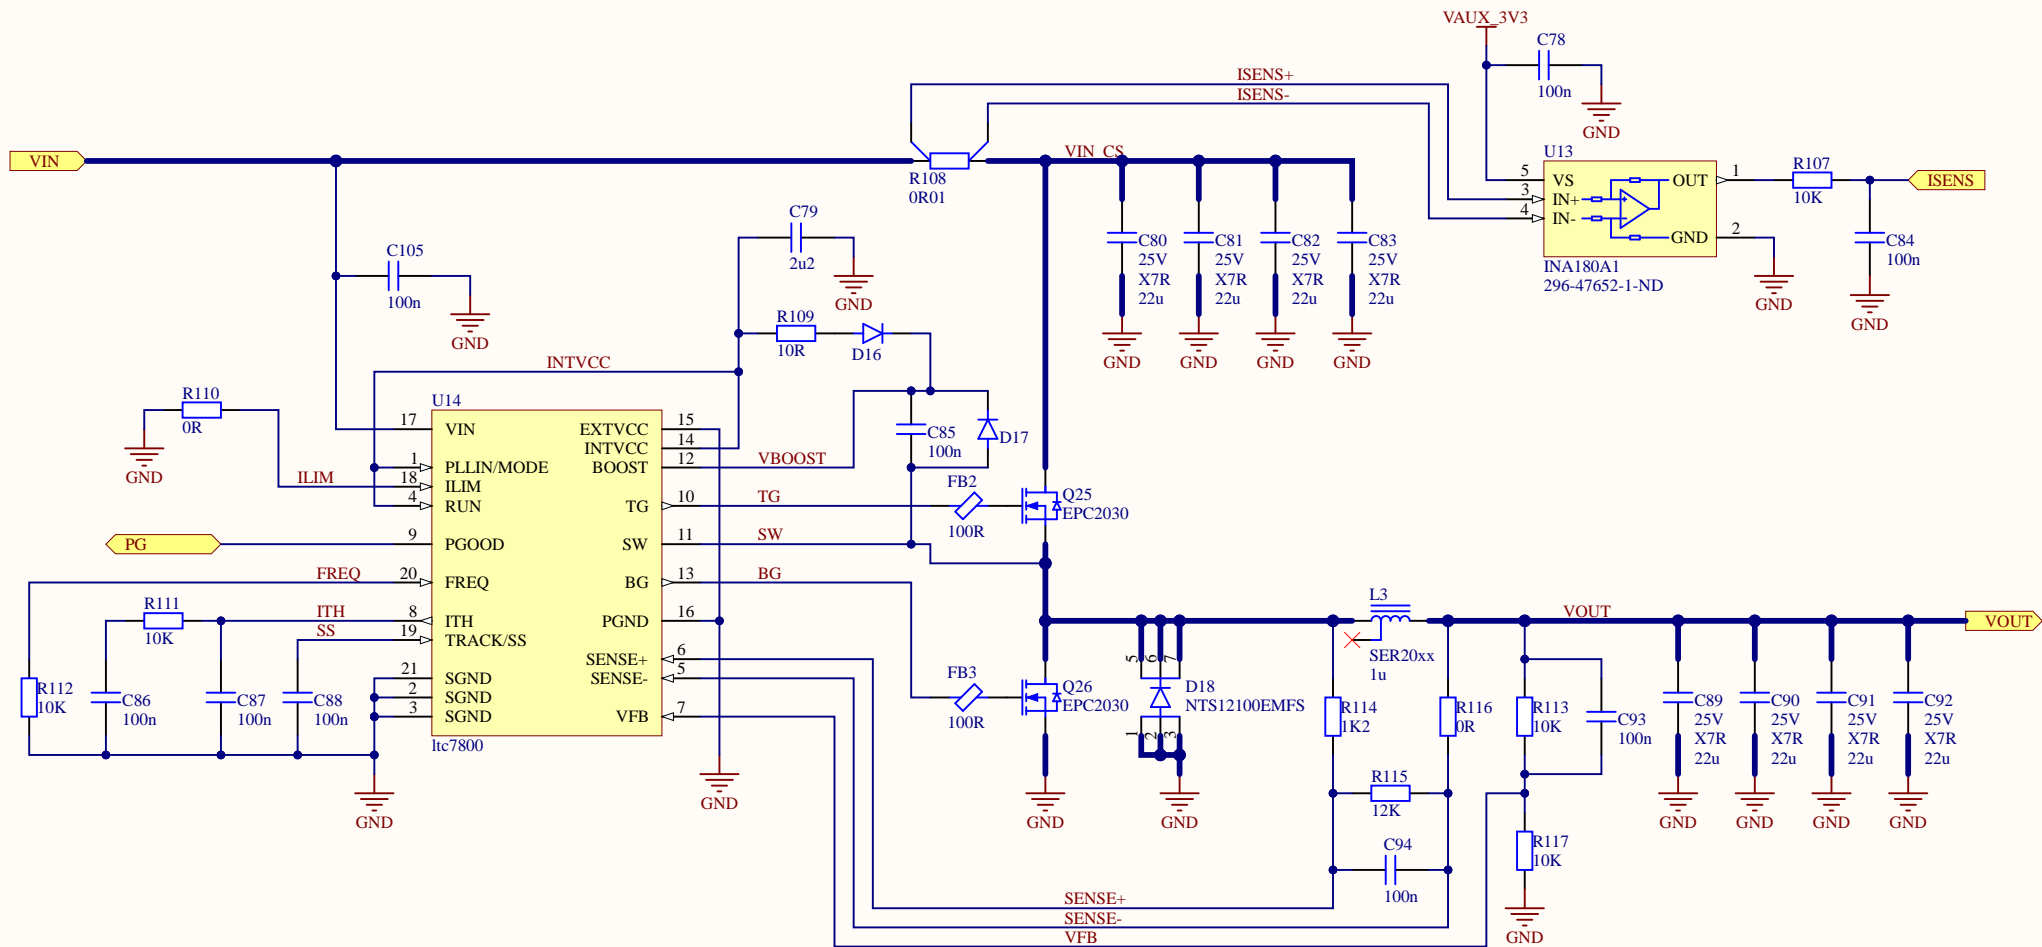 VAUX_3V3
C78
100n
GND
ISENS+
ISENS-
VIN
VIN_CS
R108
0R01
U13
5
VS
3
IN+
4
IN-
OUT
1
GND
2
INA180A1
296-47652-1-ND
R107
10K
ISENS
C84
100n
GND
GND
C79
2u2
GND
C105
100n
GND
C80
25V
X7R
22u
GND
C81
25V
X7R
22u
GND
C82
25V
X7R
22u
GND
C83
25V
X7R
22u
GND
R109
10R
D16
INTVCC
R110
0R
GND
U14
17
VIN
1
PLLIN/MODE
18
ILIM
ILIM
4
RUN
PG
9
PGOOD
FREQ
20
FREQ
ITH
8
ITH
SS
19
TRACK/SS
21
SGND
2
SGND
3
SGND
EXTVCC
15
INTVCC
14
BOOST
12
VBOOST
TG
10
TG
SW
11
SW
BG
13
BG
PGND
16
SENSE+
6
SENSE-
5
VFB
7
ltc7800
C85
100n
D17
FB2
100R
Q25
EPC2030
R111
10K
R112
10K
C86
100n
C87
100n
C88
100n
GND
GND
FB3
100R
Q26
EPC2030
GND
5
6
7
D18
NTS12100EMFS
1
2
3
GND
L3
SER20xx
1u
VOUT
VOUT
R114
1K2
R116
0R
R115
12K
C94
100n
R113
10K
C93
100n
R117
10K
GND
C89
25V
X7R
22u
GND
C90
25V
X7R
22u
GND
C91
25V
X7R
22u
GND
C92
25V
X7R
22u
GND
SENSE+
SENSE-
VFB